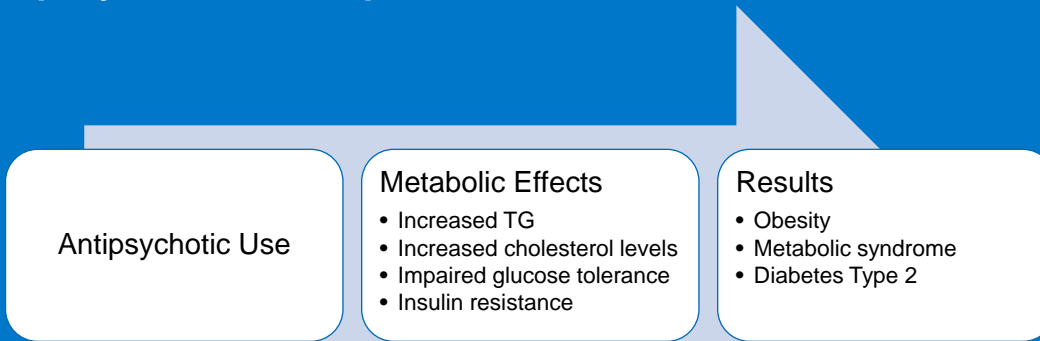 Antipsychotic Use
Metabolic Effects
• Increased TG
• Increased cholesterol levels
• Impaired glucose tolerance
• Insulin resistance
Results
• Obesity
• Metabolic syndrome
• Diabetes Type 2